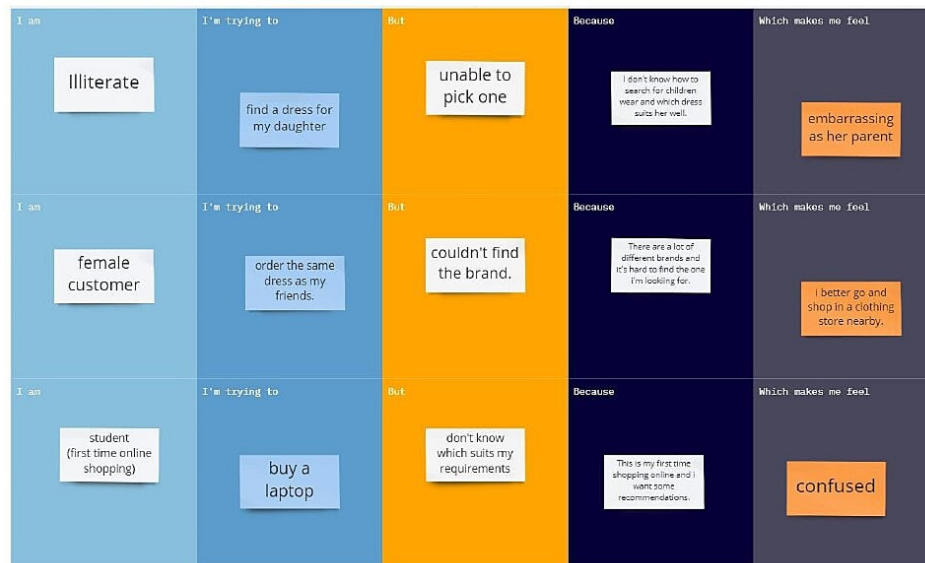 I am
I'm trying to
But
Because
Which makes me feel
Illiterate
find a dress for
my daughter
unable to
pick one
I don't know how to
search for children
wear and which dress
suits her well.
embarrassing
as her parent
I am
I'm trying to
But
Because
Which makes me feel
female
customer
order the same
dress as my
friends.
couldn't find
the brand.
There are a lot of
different brands and
it's hard to find the one
I'm lookiing for.
i better go and
shop in a clothing
store nearby.
I am
I'm trying to
But
Because
Which makes me feel
student
(first time online
shopping)
buy a
laptop
don't know
which suits my
requirements
This is my first time
shopping online and i
want some
recommendations.
confused